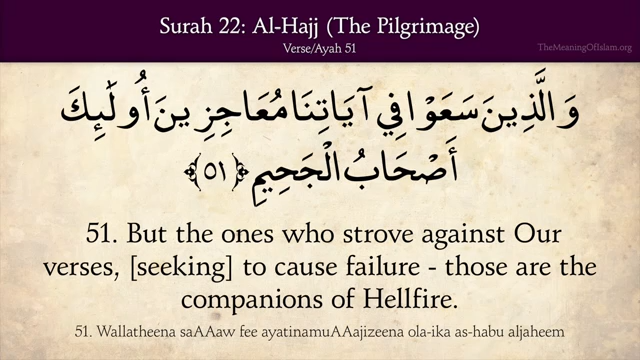 Surah 22: Al-Hajj (The Pilgrimage)
Verse/Ayah 51
TheMeaningOfIslam.org
وَالَّذِينَ سَعَوْا فِي آيَاتِنَا مُعَاجِزِينَ أُولَٰئِكَ
أَصْحَابُ الْجَحِيمِ ﴿٥١﴾
51. But the ones who strove against Our
verses, [seeking] to cause failure - those are the
companions of Hellfire.
51. Wallatheena saAAaw fee ayatinamuAAajizeena ola-ika as-habu aljaheem